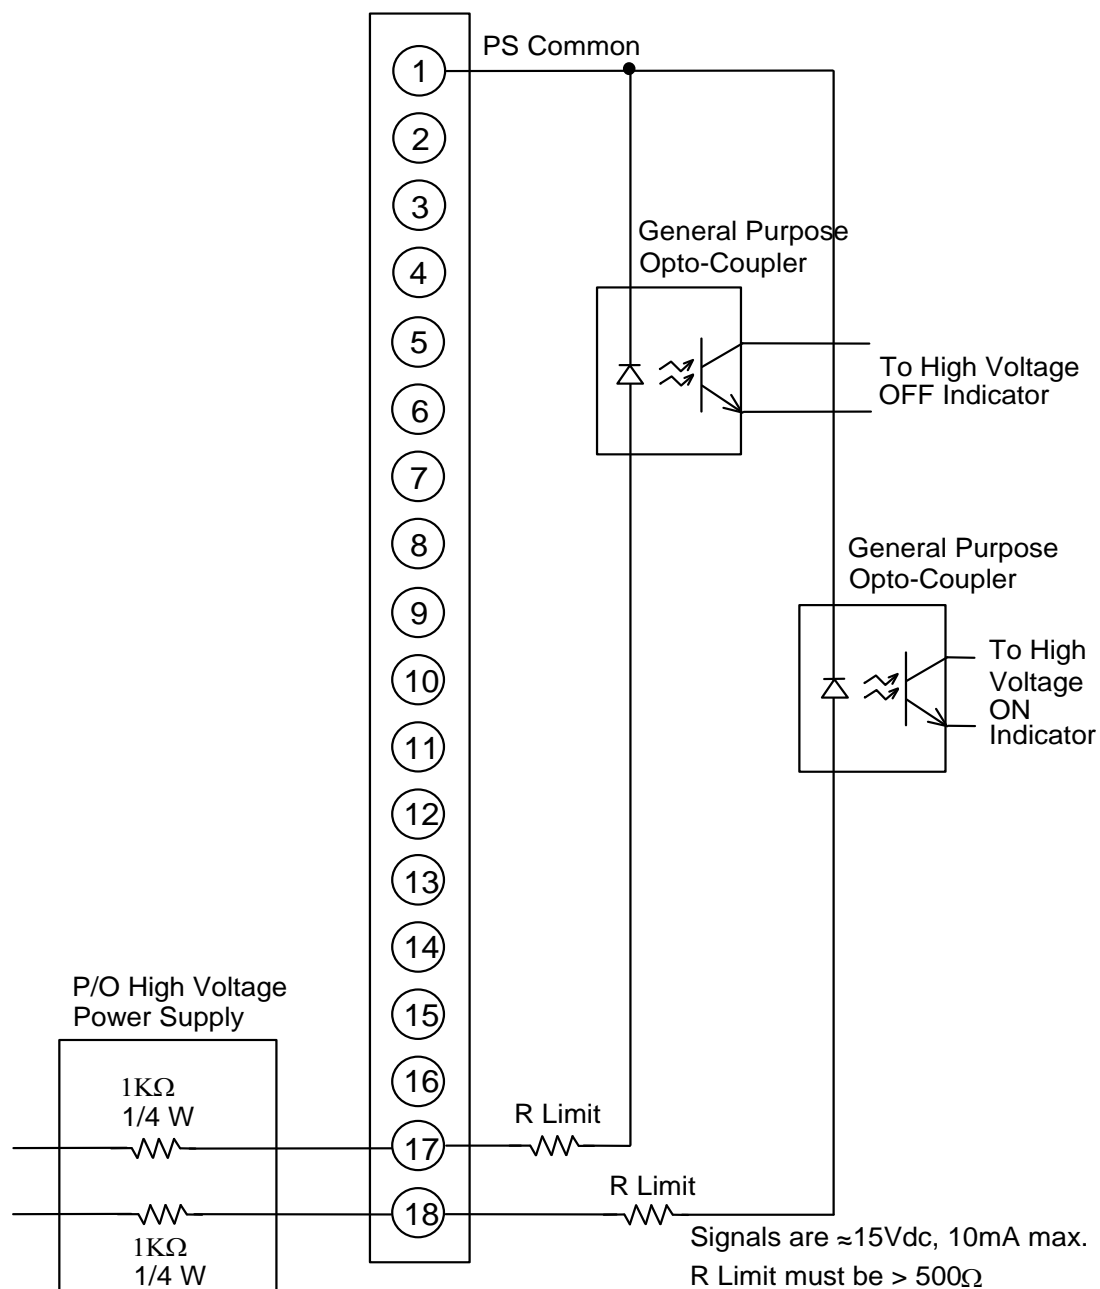 PS Common
1
2
3
4
5
6
7
8
9
10
11
12
13
14
15
16
17
18
General Purpose
Opto-Coupler
To High Voltage
OFF Indicator
General Purpose
Opto-Coupler
To High
Voltage
ON
Indicator
P/O High Voltage
Power Supply
1KΩ
1/4 W
1KΩ
1/4 W
R Limit
R Limit
Signals are ≈15Vdc, 10mA max.
R Limit must be > 500Ω